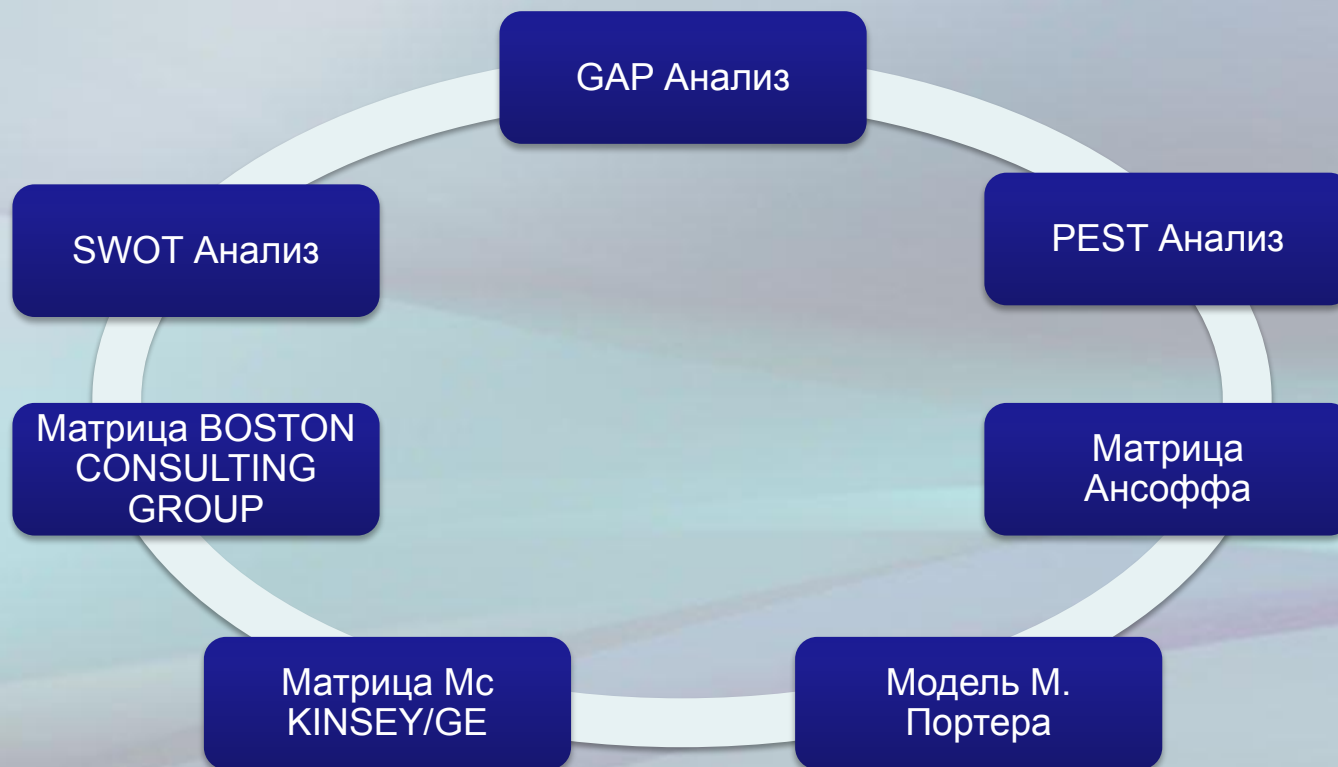 GAP Анализ
PEST Анализ
SWOT Анализ
Матрица BOSTON
CONSULTING
GROUP
Матрица
Ансоффа
Матрица Mc
KINSEY/GE
Модель М.
Портера